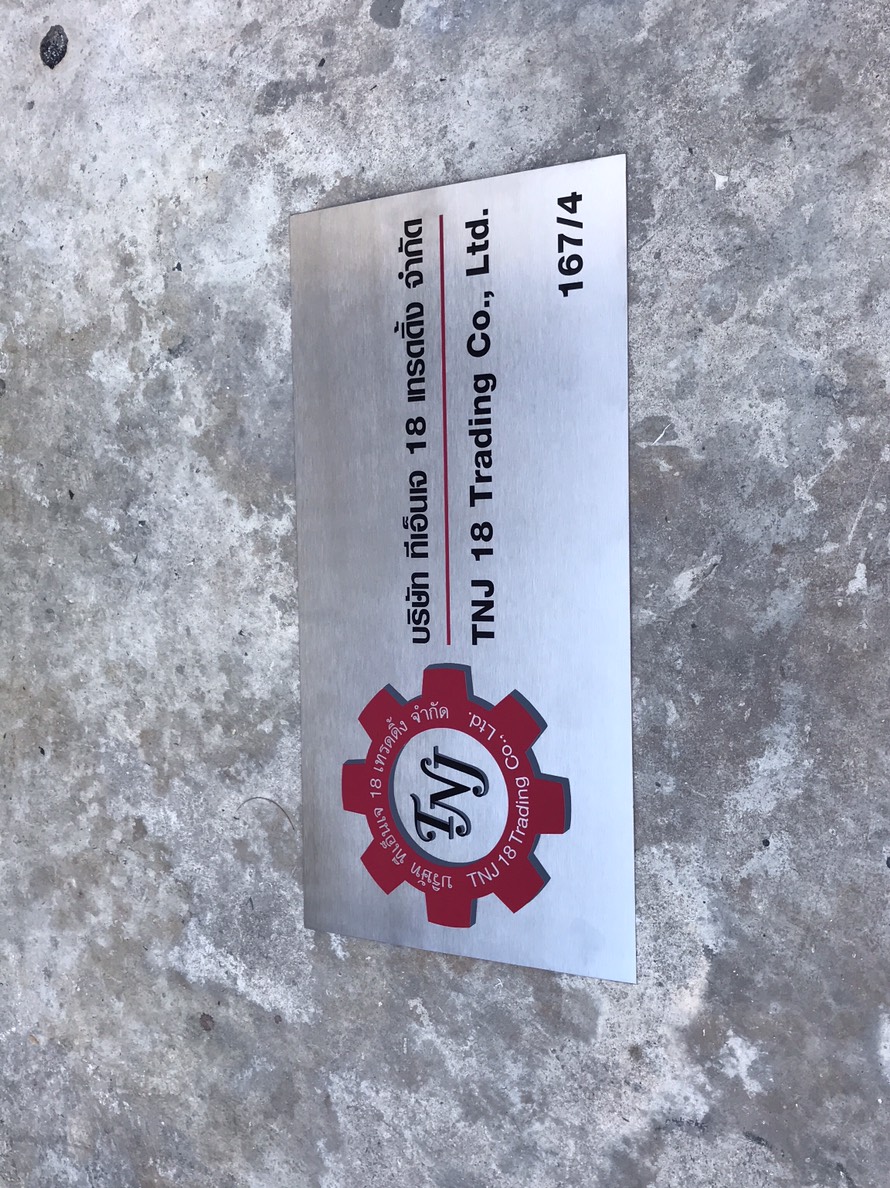 บริษัท ทีเอ็นเจ 18 เทรดดิ้ง จำกัด
TNJ 18 Trading Co., Ltd.
167/4
บริษัท ทีเอ็นเจ 18 เทรดดิ้ง จำกัด
TNJ
TNJ 18 Trading Co., Ltd.